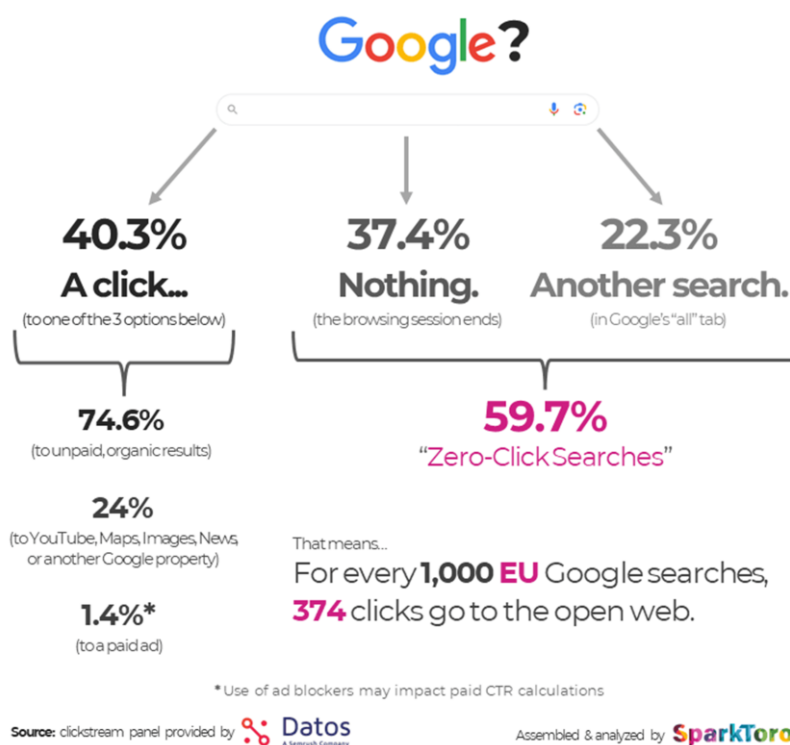 Google?
40.3%
A click...
(to one of the 3 options below)
37.4%
Nothing.
(the browsing session ends)
22.3%
Another search.
(in Google's "all" tab)
74.6%
(to unpaid, organic results)
24%
(to YouTube, Maps, Images, News,
or another Google property)
1.4%*
(to a paid ad)
59.7%
"Zero-Click Searches"
That means...
For every 1,000 EU Google searches,
374 clicks go to the open web.
* Use of ad blockers may impact paid CTR calculations
Source: clickstream panel provided by Datos
A Semrush Company
Assembled & analyzed by SparkToro